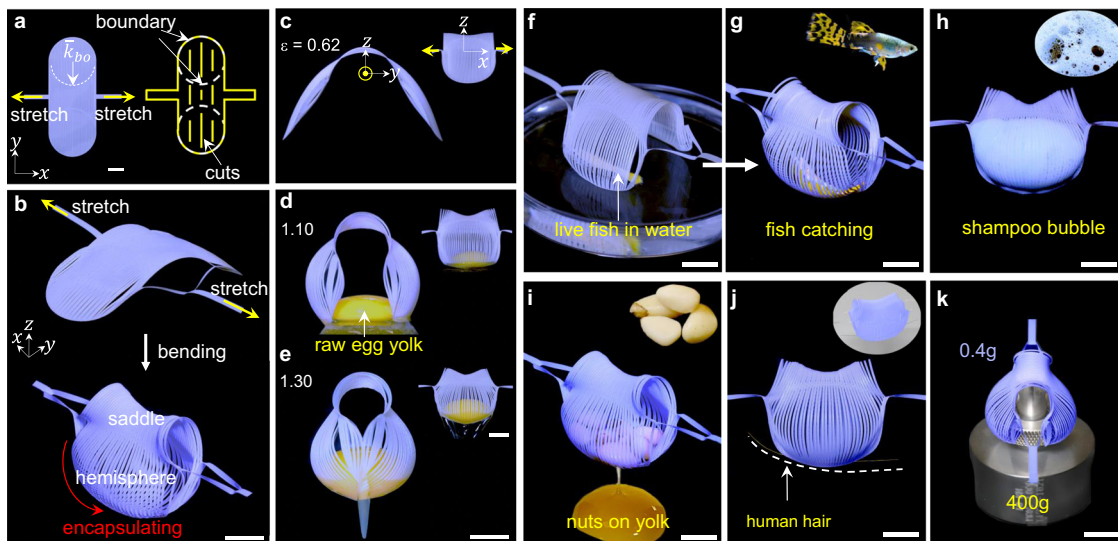 a
boundary
k̄bo
stretch
stretch
cuts
y
x
b
stretch
stretch
z
x
y
bending
saddle
hemisphere
encapsulating
c
ε = 0.62
z
y
z
x
d
1.10
raw egg yolk
e
1.30
f
live fish in water
g
fish catching
h
shampoo bubble
i
nuts on yolk
j
human hair
k
0.4g
400g